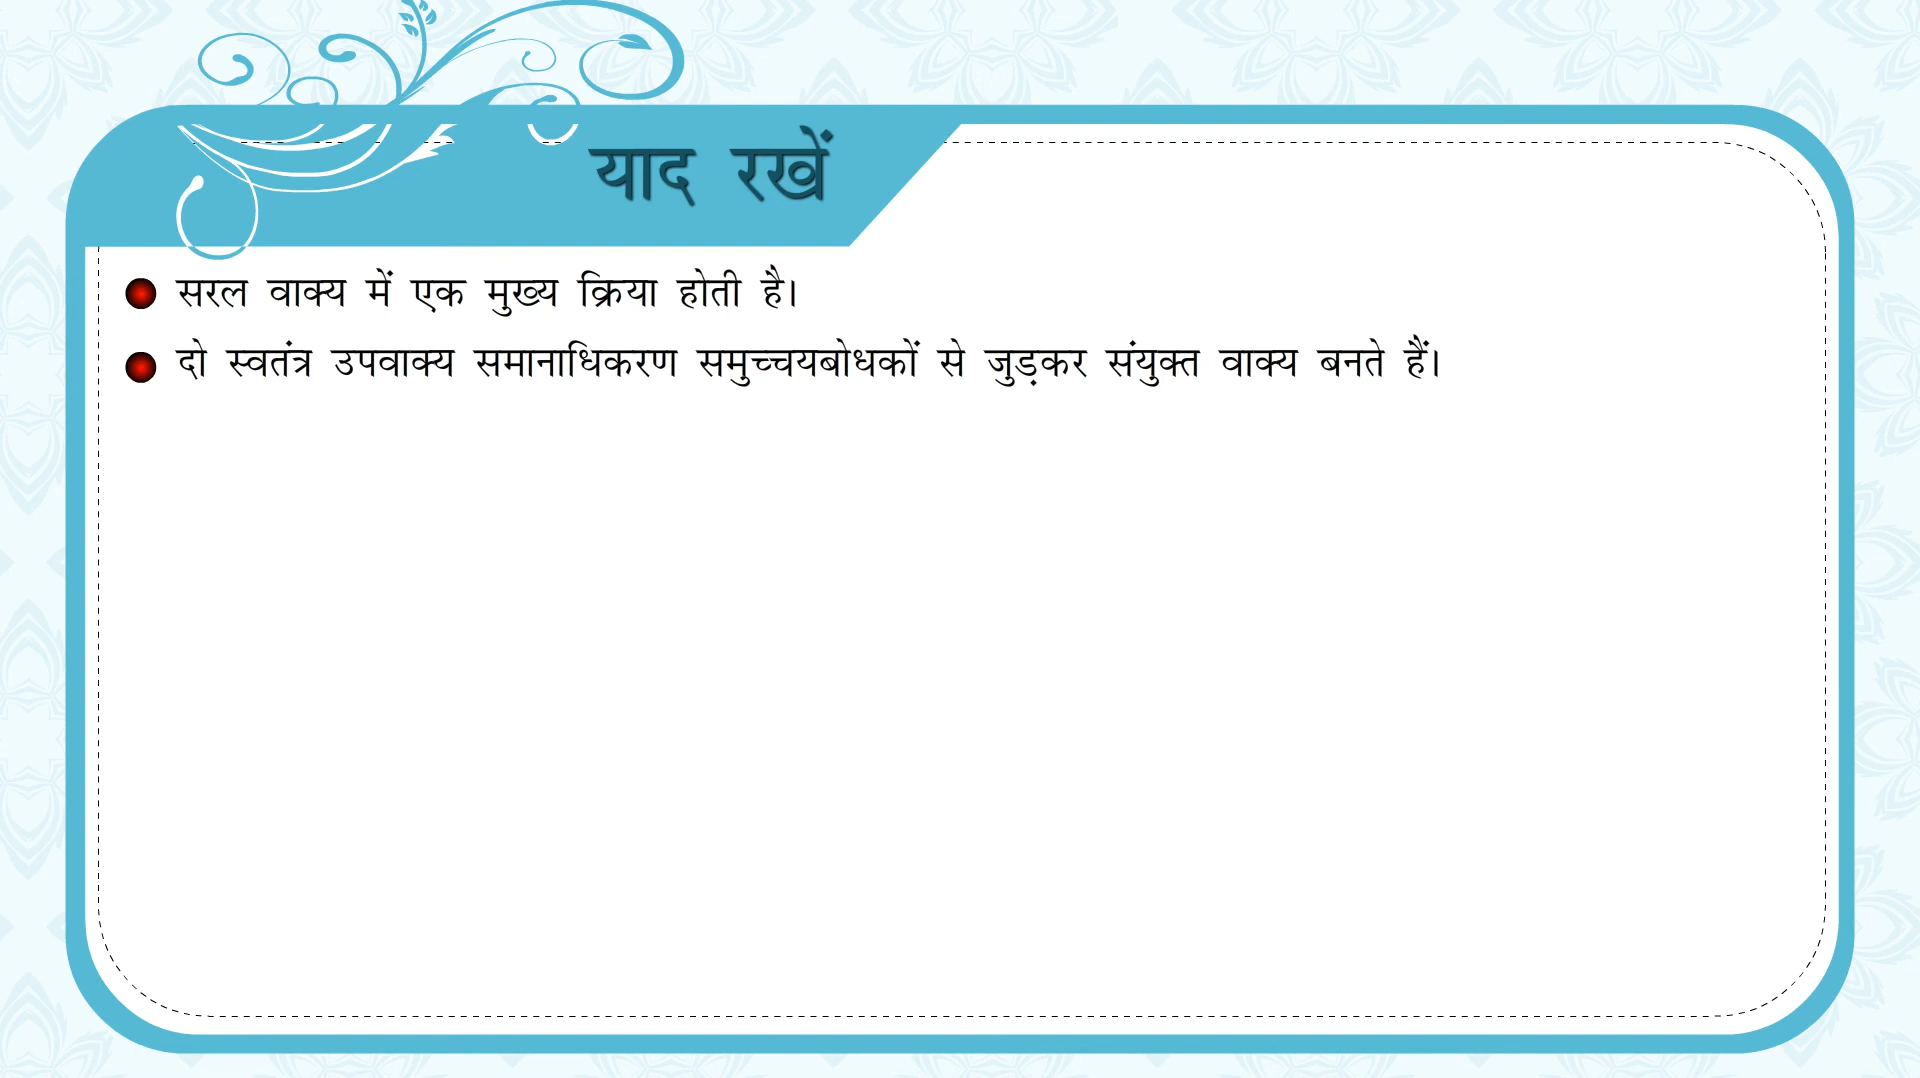 याद रखें
सरल वाक्य में एक मुख्य क्रिया होती है।
दो स्वतंत्र उपवाक्य समानाधिकरण समुच्चयबोधकों से जुड़कर संयुक्त वाक्य बनते हैं।